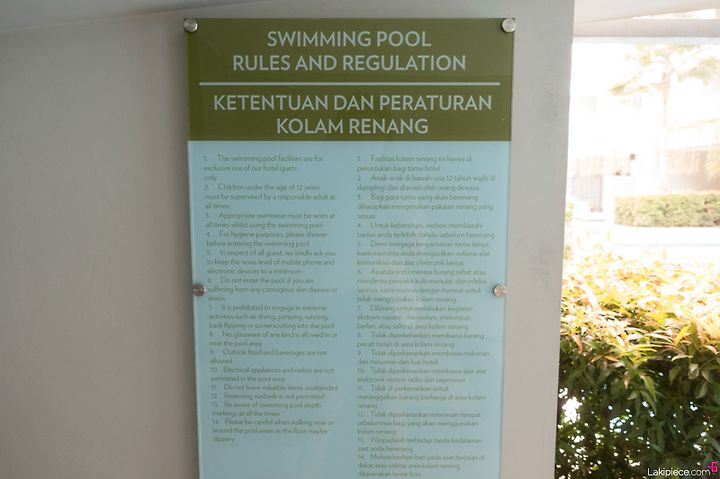 SWIMMING POOL
RULES AND REGULATION
KETENTUAN DAN PERATURAN
KOLAM RENANG
1. The swimming pool facilities are for
exclusive use of our hotel guets
only
2. Children under the age of 12 years
must be supervised by a responsible adult at
all times
3. Appropriate swimwear must be worn at
all times whilst using the swimming pool
4. For hygiene purposes, please shower
before entering the swimming pool
5. In respect of all guest, we kindly ask you
to keep the noise level of mobile phone and
electronic devices to a minimum
6. Do not enter the pool, if you are
suffering from any contagious skin disease or
illness
7. It is prohibited to engage in extreme
activities such as diving, jumping, running,
back flipping or somersoulting into the pool
8. No glassware of any kind is allowed in or
near the pool area
9. Outside food and baverages are not
allowed
10. Electrical appliances and radios are not
permitted in the pool area
11. Do not leave valuable items unattended
12. Reserving sunbeds is not permitted
13. Be aware of swimming pool depth
markings at all the times
14. Please be careful when walking near or
around the pool areas as the floor maybe
slippery
1. Fasilitas kolam renang ini hanya di
peruntukan bagi tamu hotel
2. Anak-anak di bawah usia 12 tahun wajib di
dampingi dan diawasi oleh orang dewasa
3. Bagi para tamu yang akan berenang
diharapkan mengenakan pakaian renang yang
sesuai
4. Untuk kebersihan, mohon membasahi
badan anda terlebih dahulu sebelum berenang
5. Demi menjaga kenyamanan tamu lainya,
kami meminta anda mengecilkan volume alat
komunikasi dan alat elektronik lainya.
6. Apabila anda merasa kurang sehat atau
menderita penyakit kulit menular, dan infeksi
lainnya, kami mohon dengan hormat untuk
tidak menggunakan kolam renang.
7. Dilarang untuk melakukan kegiatan
ekstrem seperti : menyelam, melompat,
berlari, atau salto di area kolam renang
8. Tidak diperkenankan membawa barang
pecah belah di area kolam renang
9. Tidak diperkenankan membawa makanan
dan minuman dari luar hotel
10. Tidak diperkenankan membawa alat-alat
elektronik seperti radio dan sejenisnya
11. Tidak di perkenankan untuk
meninggalkan barang berharga di area kolam
renang
12. Tidak diperkenankan memesan tempat
sebelumnya bagi yang akan menggunakan
kolam renang
13. Waspadalah terhadap tanda kedalaman
saat anda berenang
14. Mohon berhati-hati pada saat berjalan di
dekat atau sekitar area kolam renang
dikarenakan lantai licin.
Lakipiece.com